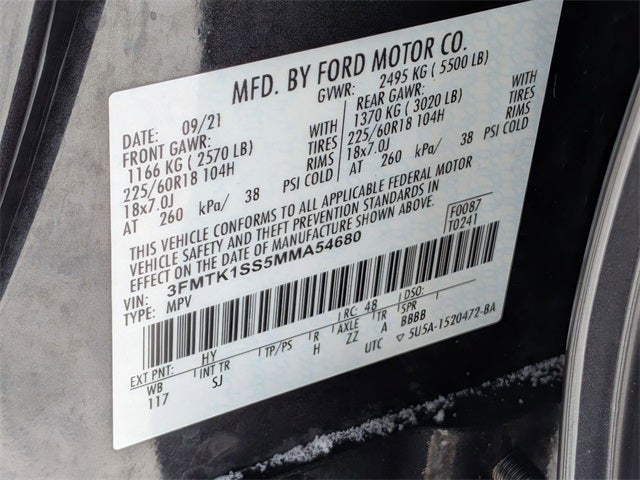 MFD. BY FORD MOTOR CO.
DATE: 09/21
GVWR: 2495 KG ( 5500 LB)
FRONT GAWR:
REAR GAWR:
1166 KG ( 2570 LB) WITH
1370 KG ( 3020 LB) WITH
225/60R18 104H TIRES
225/60R18 104H TIRES
18x7.0J RIMS
18x7.0J RIMS
AT 260 kPa/ 38 PSI COLD
AT 260 kPa/ 38 PSI COLD
THIS VEHICLE CONFORMS TO ALL APPLICABLE FEDERAL MOTOR
VEHICLE SAFETY AND THEFT PREVENTION STANDARDS IN
EFFECT ON THE DATE OF MANUFACTURE SHOWN ABOVE.
F0087
T0241
VIN: 3FMTK1SS5MMA54680
TYPE: MPV
EXT PNT: HY RC: 48 DSO:
WB INT TR TP/PS R AXLE TR SPR
117 SJ H ZZ A BBBB
UTC 5U5A-1520472-BA